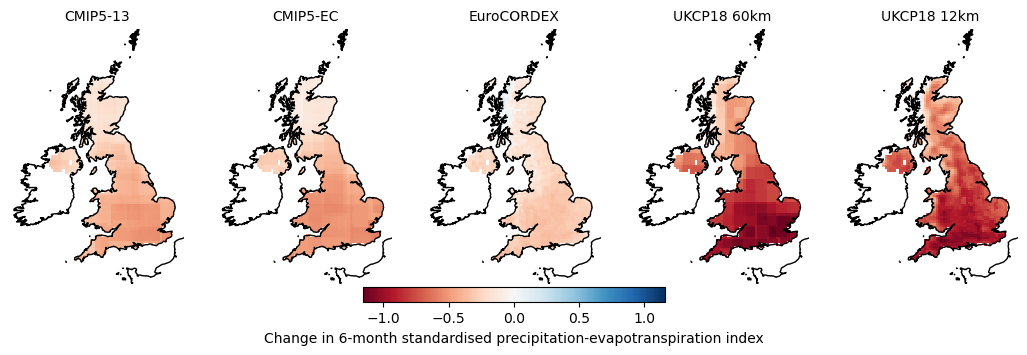 CMIP5-13 CMIP5-EC EuroCORDEX UKCP18 60km UKCP18 12km
−1.0 −0.5 0.0 0.5 1.0
Change in 6-month standardised precipitation-evapotranspiration index